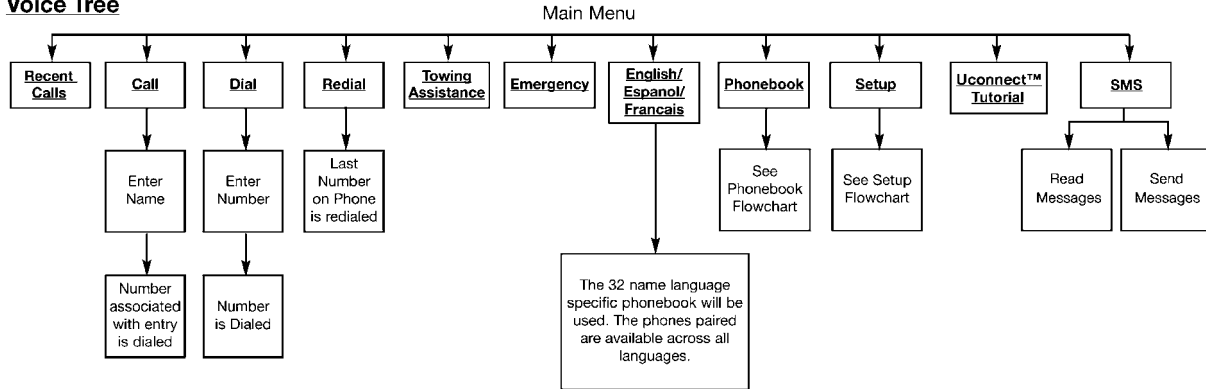 Voice Tree
Main Menu
Recent
Calls
Call
Dial
Redial
Towing
Assistance
Emergency
English/
Espanol/
Francais
Phonebook
Setup
Uconnect™
Tutorial
SMS
Enter
Name
Enter
Number
Last
Number
on Phone
is redialed
See
Phonebook
Flowchart
See Setup
Flowchart
Read
Messages
Send
Messages
Number
associated
with entry
is dialed
Number
is Dialed
The 32 name language
specific phonebook will be
used. The phones paired
are available across all
languages.